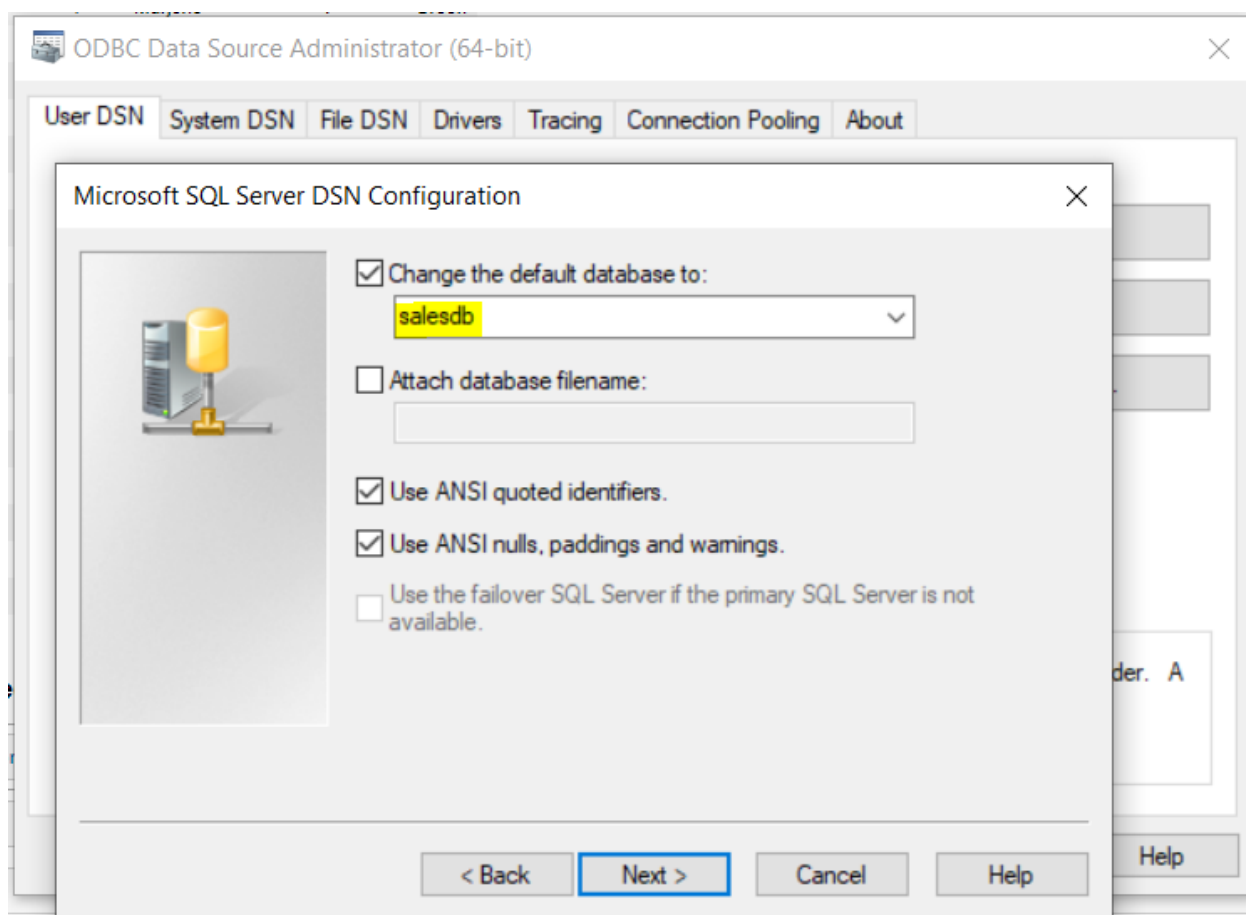 ODBC Data Source Administrator (64-bit)
User DSN System DSN File DSN Drivers Tracing Connection Pooling About
Microsoft SQL Server DSN Configuration
Change the default database to:
salesdb
Attach database filename:
Use ANSI quoted identifiers.
Use ANSI nulls, paddings and warnings.
Use the failover SQL Server if the primary SQL Server is not
available.
der. A
< Back Next > Cancel Help
Help